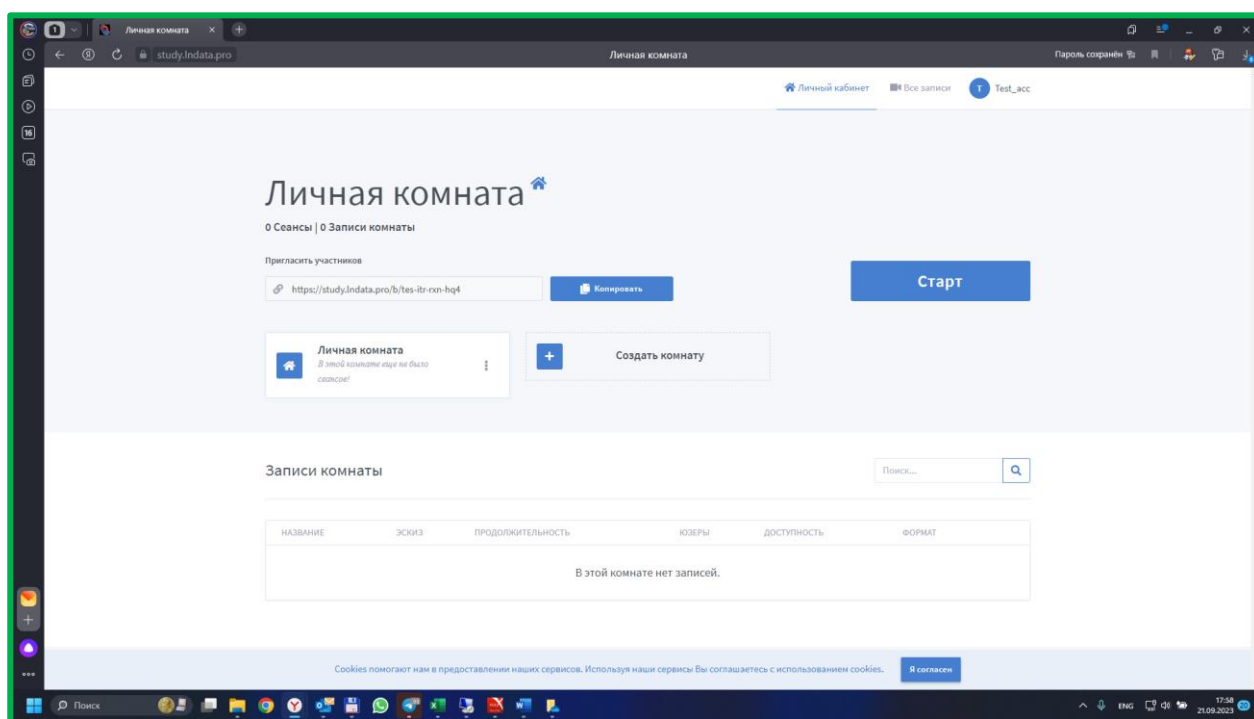 1
Личная комната
study.lndata.pro
Личная комната
Пароль сохранён
16
Личный кабинет
Все записи
T
Test_acc
Личная комната
0 Сеансы | 0 Записи комнаты
Пригласить участников
https://study.lndata.pro/b/tes-itr-rxn-hq4
Копировать
Старт
Личная комната
В этой комнате еще не было
сеансов!
Создать комнату
Записи комнаты
Поиск...
НАЗВАНИЕ ЭСКИЗ ПРОДОЛЖИТЕЛЬНОСТЬ ЮЗЕРЫ ДОСТУПНОСТЬ ФОРМАТ
В этой комнате нет записей.
Cookies помогают нам в предоставлении наших сервисов. Используя наши сервисы Вы соглашаетесь с использованием cookies.
Я согласен
Поиск
ENG
17:58
21.09.2023